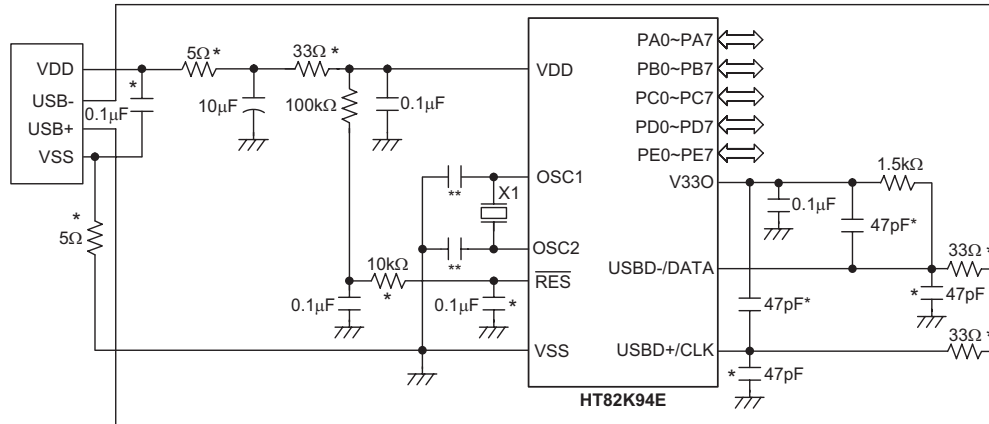 VDD
USB-
USB+
VSS
5Ω *
33Ω *
*
0.1μF
10μF
100kΩ
0.1μF
*
5Ω
**
**
X1
10kΩ
*
0.1μF
0.1μF *
VDD
OSC1
OSC2
RES
VSS
PA0~PA7
PB0~PB7
PC0~PC7
PD0~PD7
PE0~PE7
V33O
USBD-/DATA
USBD+/CLK
HT82K94E
1.5kΩ
0.1μF
47pF*
33Ω *
* 47pF
47pF*
33Ω *
* 47pF